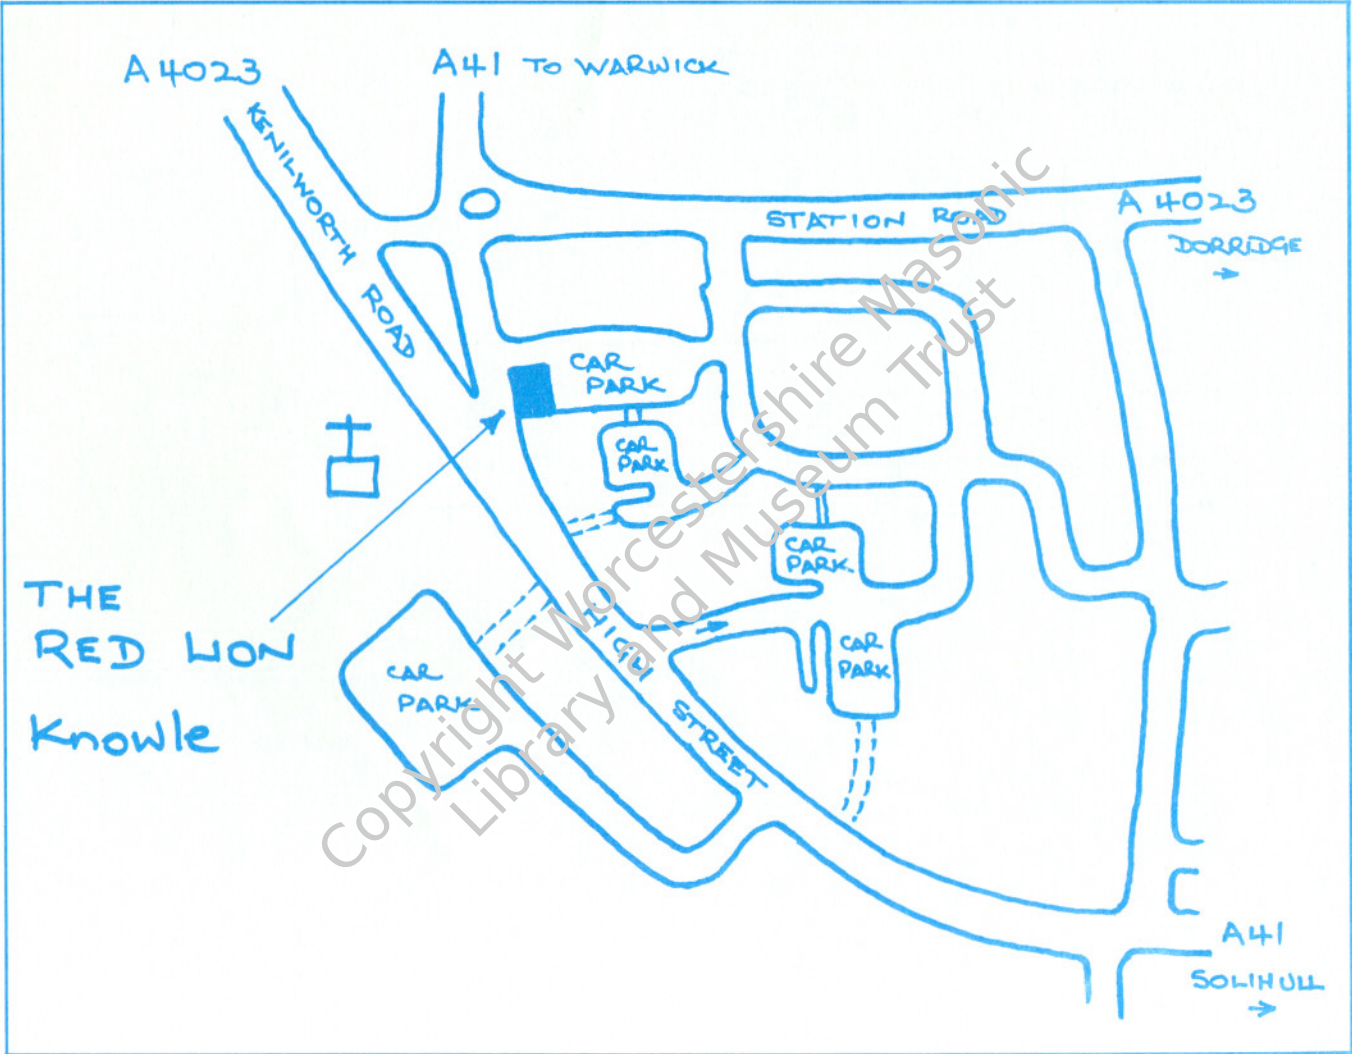 A4023
A41 TO WARWICK
KENILWORTH ROAD
STATION ROAD
A 4023
DORRIDGE
CAR
PARK
CAR
PARK
CAR
PARK.
THE
RED LION
Knowle
CAR
PARK
HIGH STREET
CAR
PARK
A41
SOLIHULL
Copyright Worcestershire Masonic
Library and Museum Trust